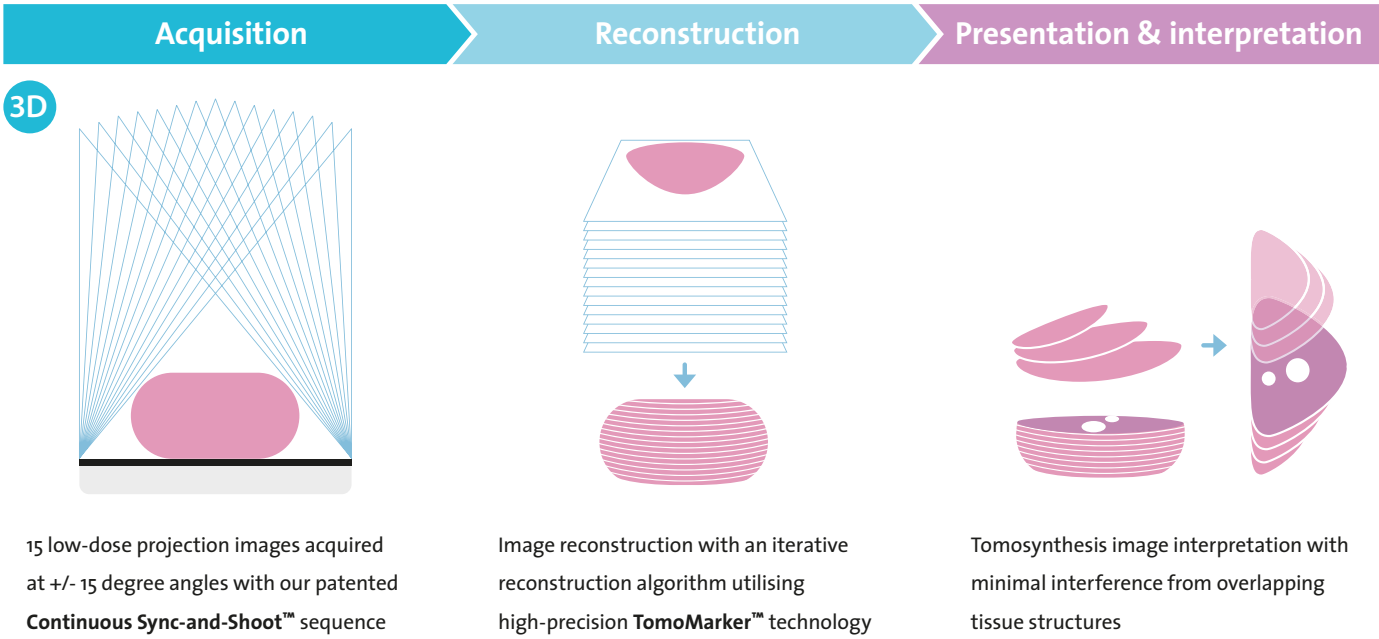 Acquisition
Reconstruction
Presentation & interpretation
3D
15 low-dose projection images acquired
at +/- 15 degree angles with our patented
Continuous Sync-and-Shoot™ sequence
Image reconstruction with an iterative
reconstruction algorithm utilising
high-precision TomoMarker™ technology
Tomosynthesis image interpretation with
minimal interference from overlapping
tissue structures